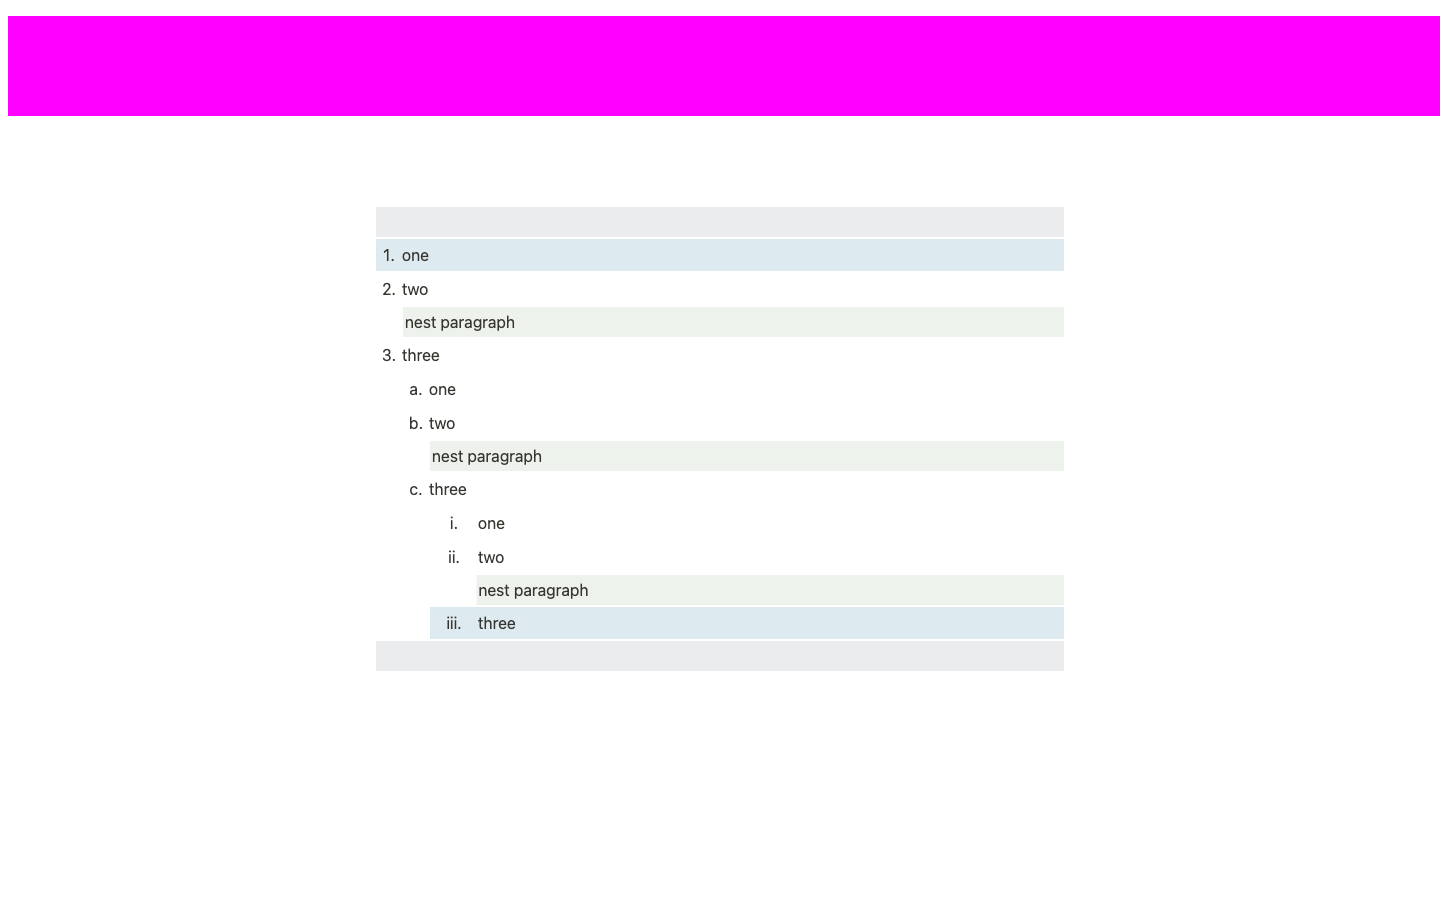 1. one
2. two
nest paragraph
3. three
a. one
b. two
nest paragraph
c. three
i. one
ii. two
nest paragraph
iii. three